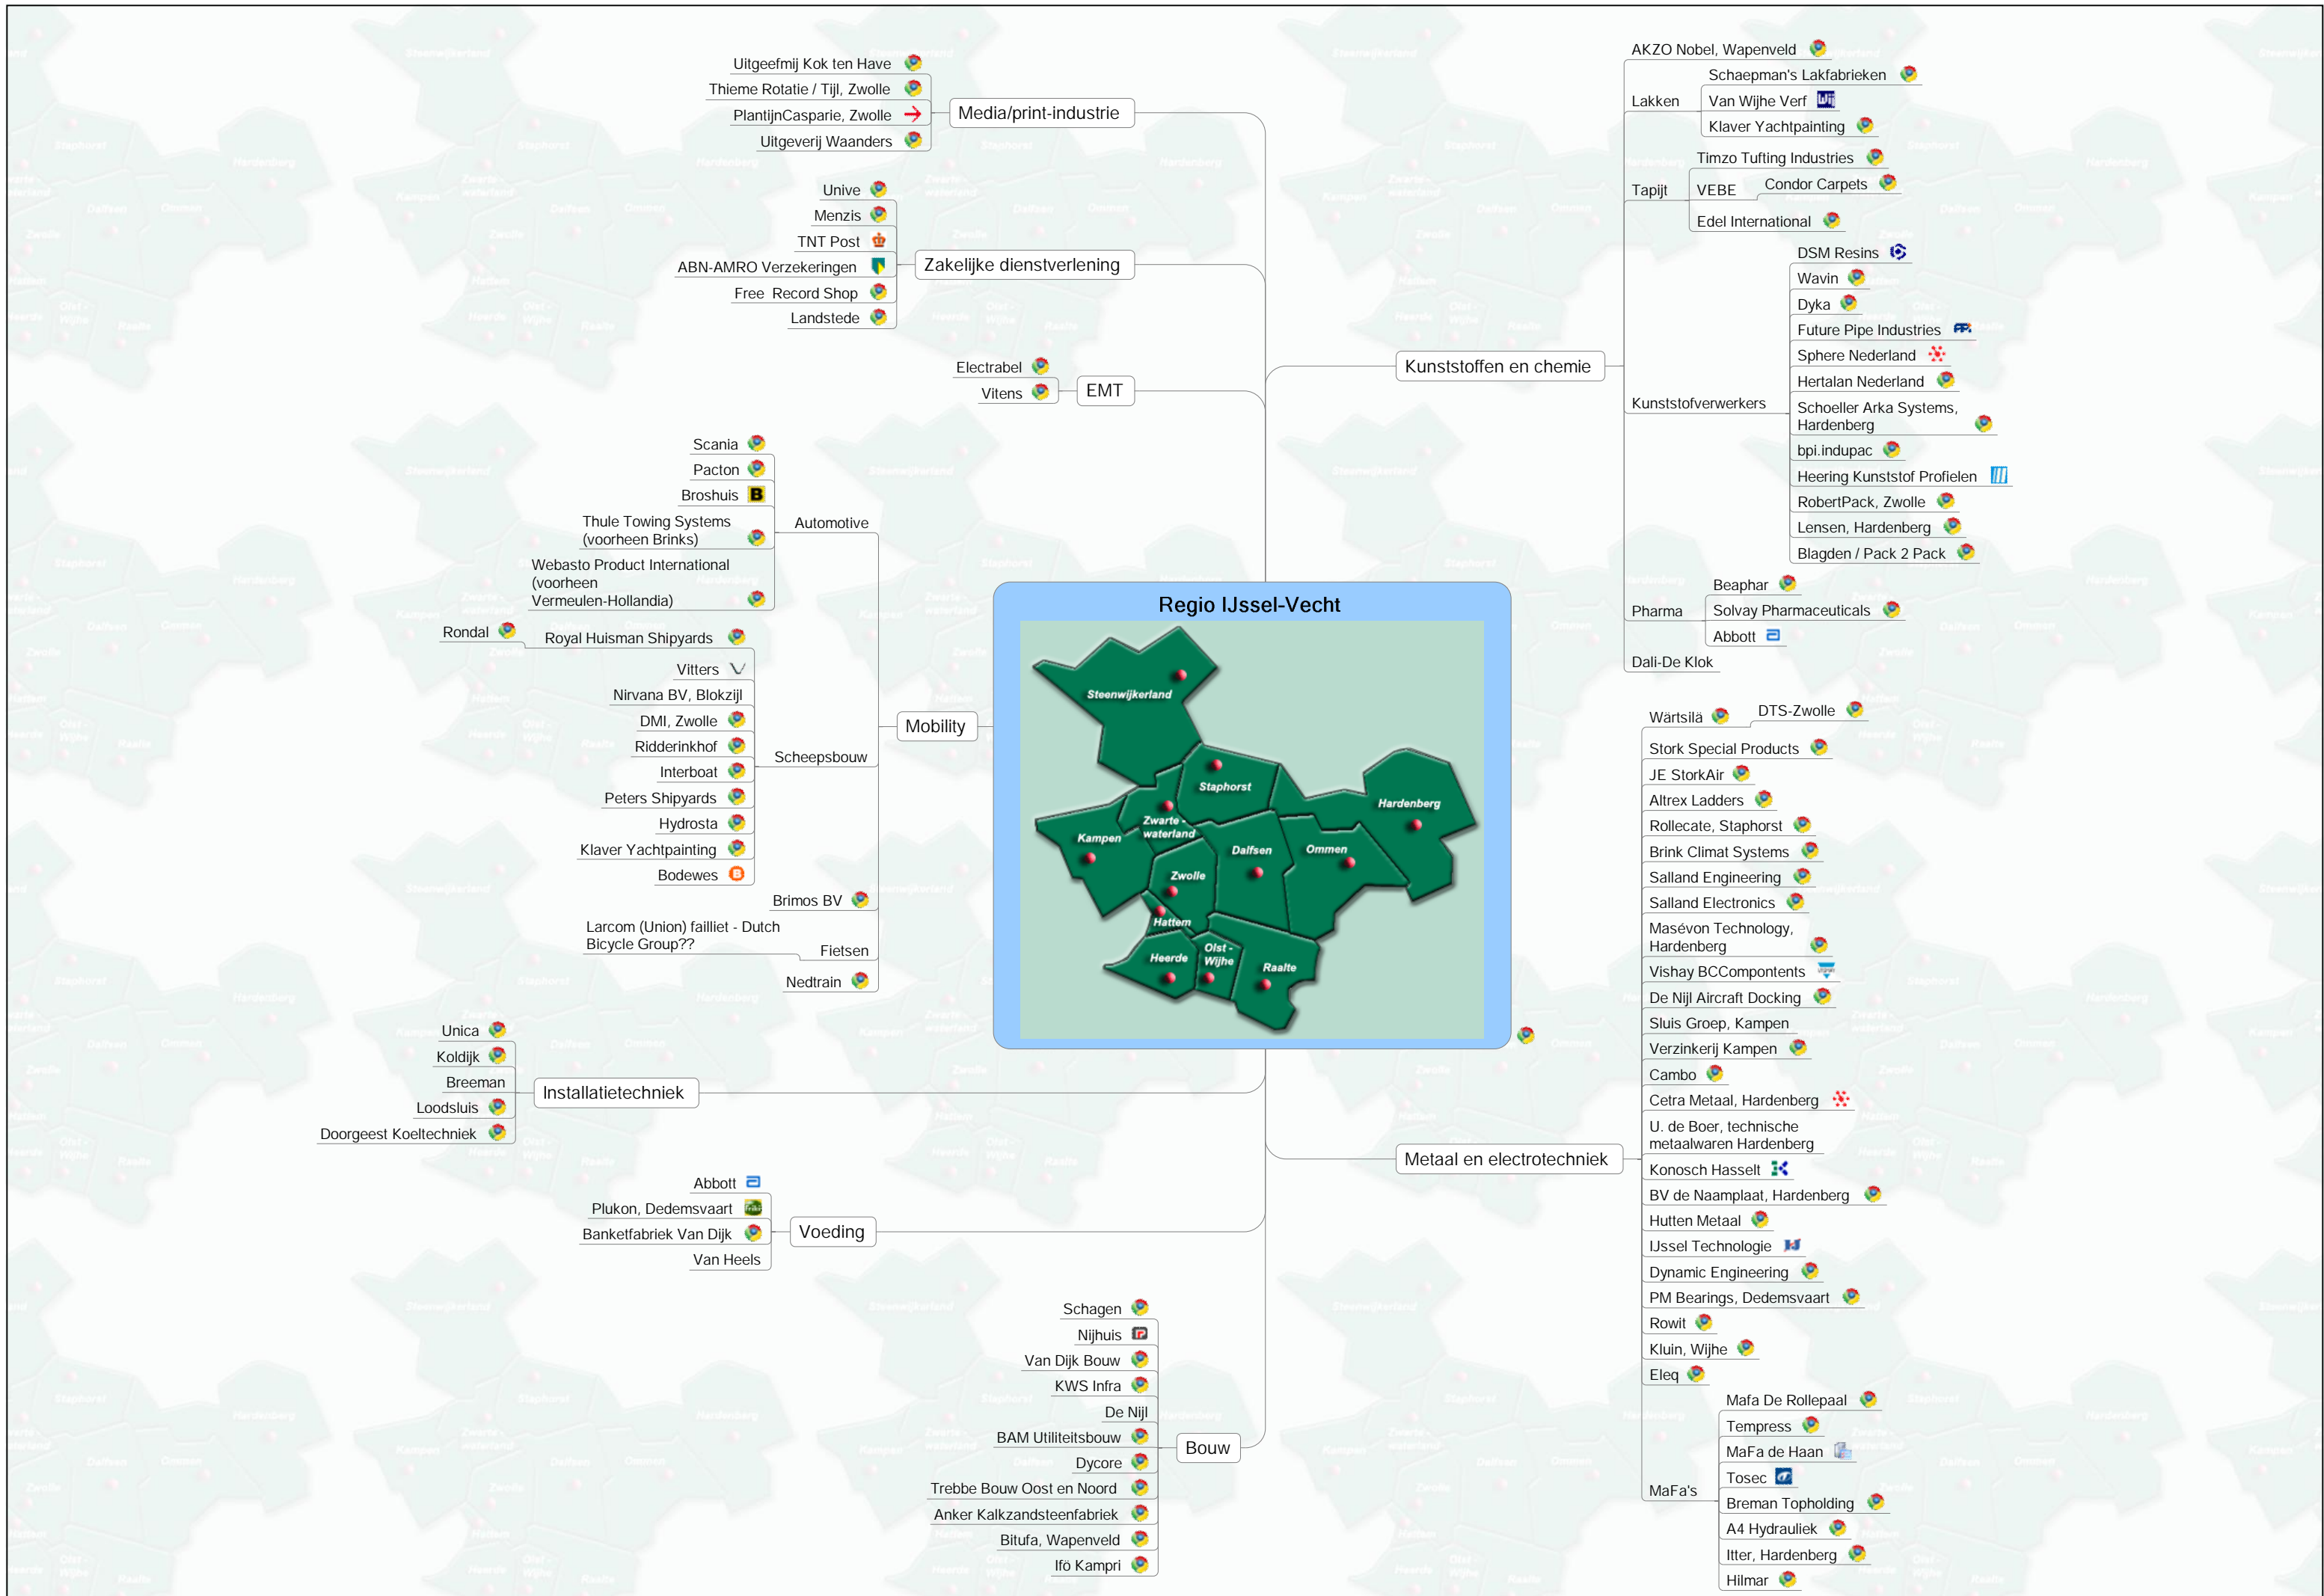 Uitgeefmij Kok ten Have
Thieme Rotatie / Tijl, Zwolle
PlantijnCasparie, Zwolle
Uitgeverij Waanders
Media/print-industrie
Unive
Menzis
TNT Post
ABN-AMRO Verzekeringen
Free Record Shop
Landstede
Zakelijke dienstverlening
Electrabel
Vitens
EMT
Scania
Pacton
Broshuis
Thule Towing Systems
(voorheen Brinks)
Webasto Product International
(voorheen
Vermeulen-Hollandia)
Automotive
Rondal
Royal Huisman Shipyards
Vitters
Nirvana BV, Blokzijl
DMI, Zwolle
Ridderinkhof
Interboat
Peters Shipyards
Hydrosta
Klaver Yachtpainting
Bodewes
Scheepsbouw
Brimos BV
Larcom (Union) failliet - Dutch
Bicycle Group??
Fietsen
Nedtrain
Mobility
Unica
Koldijk
Breeman
Loodsluis
Doorgeest Koeltechniek
Installatietechniek
Abbott
Plukon, Dedemsvaart
Banketfabriek Van Dijk
Van Heels
Voeding
Schagen
Nijhuis
Van Dijk Bouw
KWS Infra
De Nijl
BAM Utiliteitsbouw
Dycore
Trebbe Bouw Oost en Noord
Anker Kalkzandsteenfabriek
Bitufa, Wapenveld
Ifö Kampri
Bouw
Regio IJssel-Vecht
Steenwijkerland
Staphorst
Hardenberg
Zwarte -
waterland
Kampen
Dalfsen
Ommen
Zwolle
Hattem
Heerde
Olst -
Wijhe
Raalte
Kunststoffen en chemie
AKZO Nobel, Wapenveld
Lakken
Schaepman's Lakfabrieken
Van Wijhe Verf
Klaver Yachtpainting
Tapijt
Timzo Tufting Industries
VEBE
Condor Carpets
Edel International
Kunststofverwerkers
DSM Resins
Wavin
Dyka
Future Pipe Industries
Sphere Nederland
Hertalan Nederland
Schoeller Arka Systems,
Hardenberg
bpi.indupac
Heering Kunststof Profielen
RobertPack, Zwolle
Lensen, Hardenberg
Blagden / Pack 2 Pack
Pharma
Beaphar
Solvay Pharmaceuticals
Abbott
Dali-De Klok
Metaal en electrotechniek
Wärtsilä
DTS-Zwolle
Stork Special Products
JE StorkAir
Altrex Ladders
Rollecate, Staphorst
Brink Climat Systems
Salland Engineering
Salland Electronics
Masévon Technology,
Hardenberg
Vishay BCCompontents
De Nijl Aircraft Docking
Sluis Groep, Kampen
Verzinkerij Kampen
Cambo
Cetra Metaal, Hardenberg
U. de Boer, technische
metaalwaren Hardenberg
Konosch Hasselt
BV de Naamplaat, Hardenberg
Hutten Metaal
IJssel Technologie
Dynamic Engineering
PM Bearings, Dedemsvaart
Rowit
Kluin, Wijhe
Eleq
MaFa's
Mafa De Rollepaal
Tempress
MaFa de Haan
Tosec
Breman Topholding
A4 Hydrauliek
Itter, Hardenberg
Hilmar